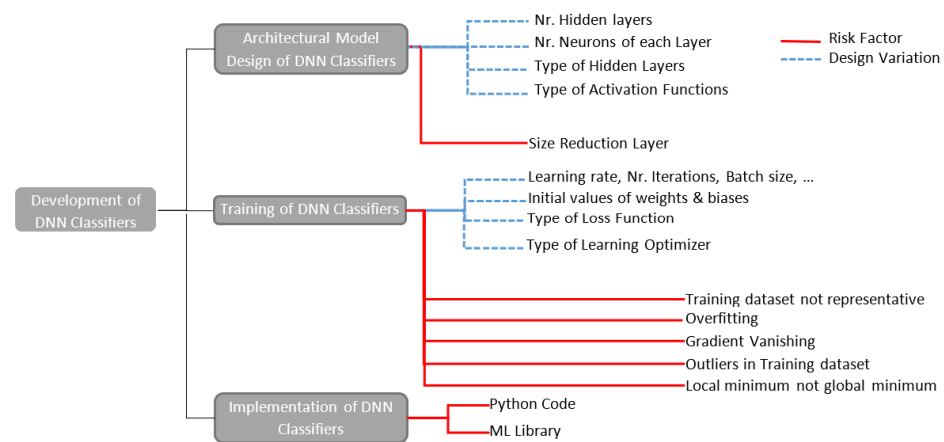 Development of
DNN Classifiers
Architectural Model
Design of DNN Classifiers
Nr. Hidden layers
Nr. Neurons of each Layer
Type of Hidden Layers
Type of Activation Functions
Size Reduction Layer
Risk Factor
Design Variation
Training of DNN Classifiers
Learning rate, Nr. Iterations, Batch size, ...
Initial values of weights & biases
Type of Loss Function
Type of Learning Optimizer
Training dataset not representative
Overfitting
Gradient Vanishing
Outliers in Training dataset
Local minimum not global minimum
Implementation of DNN
Classifiers
Python Code
ML Library